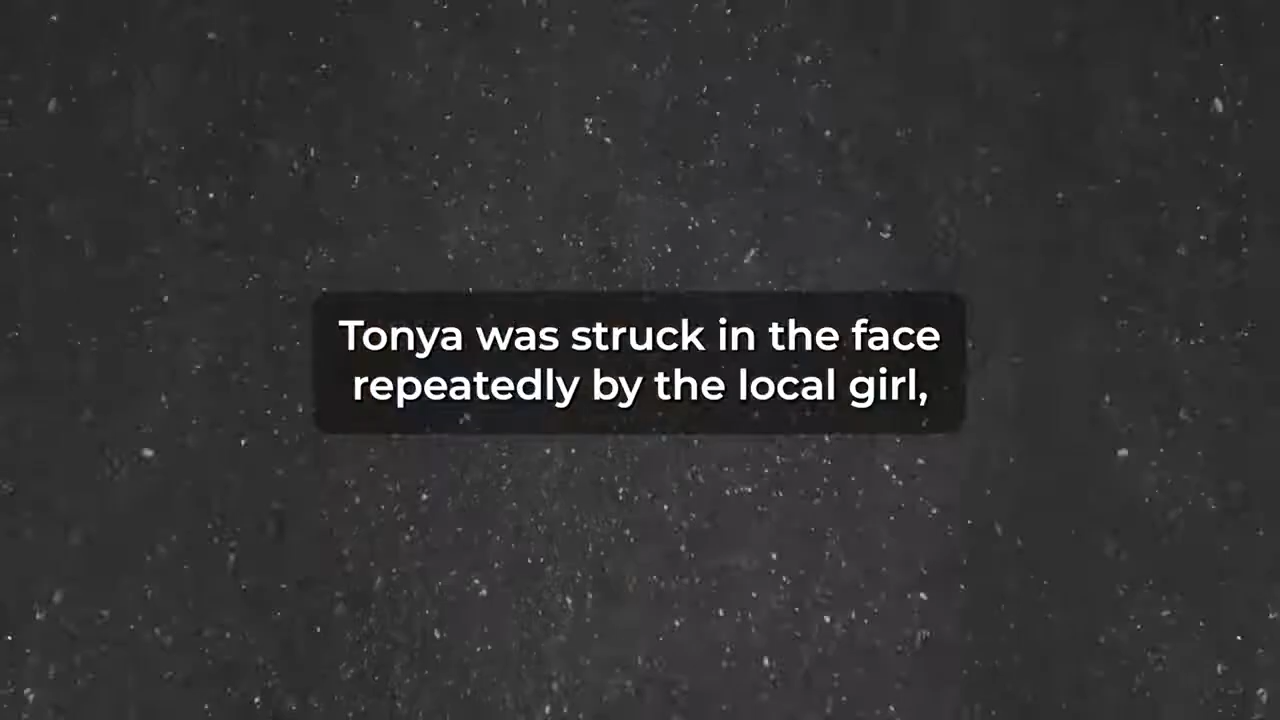 Tonya was struck in the face
repeatedly by the local girl,